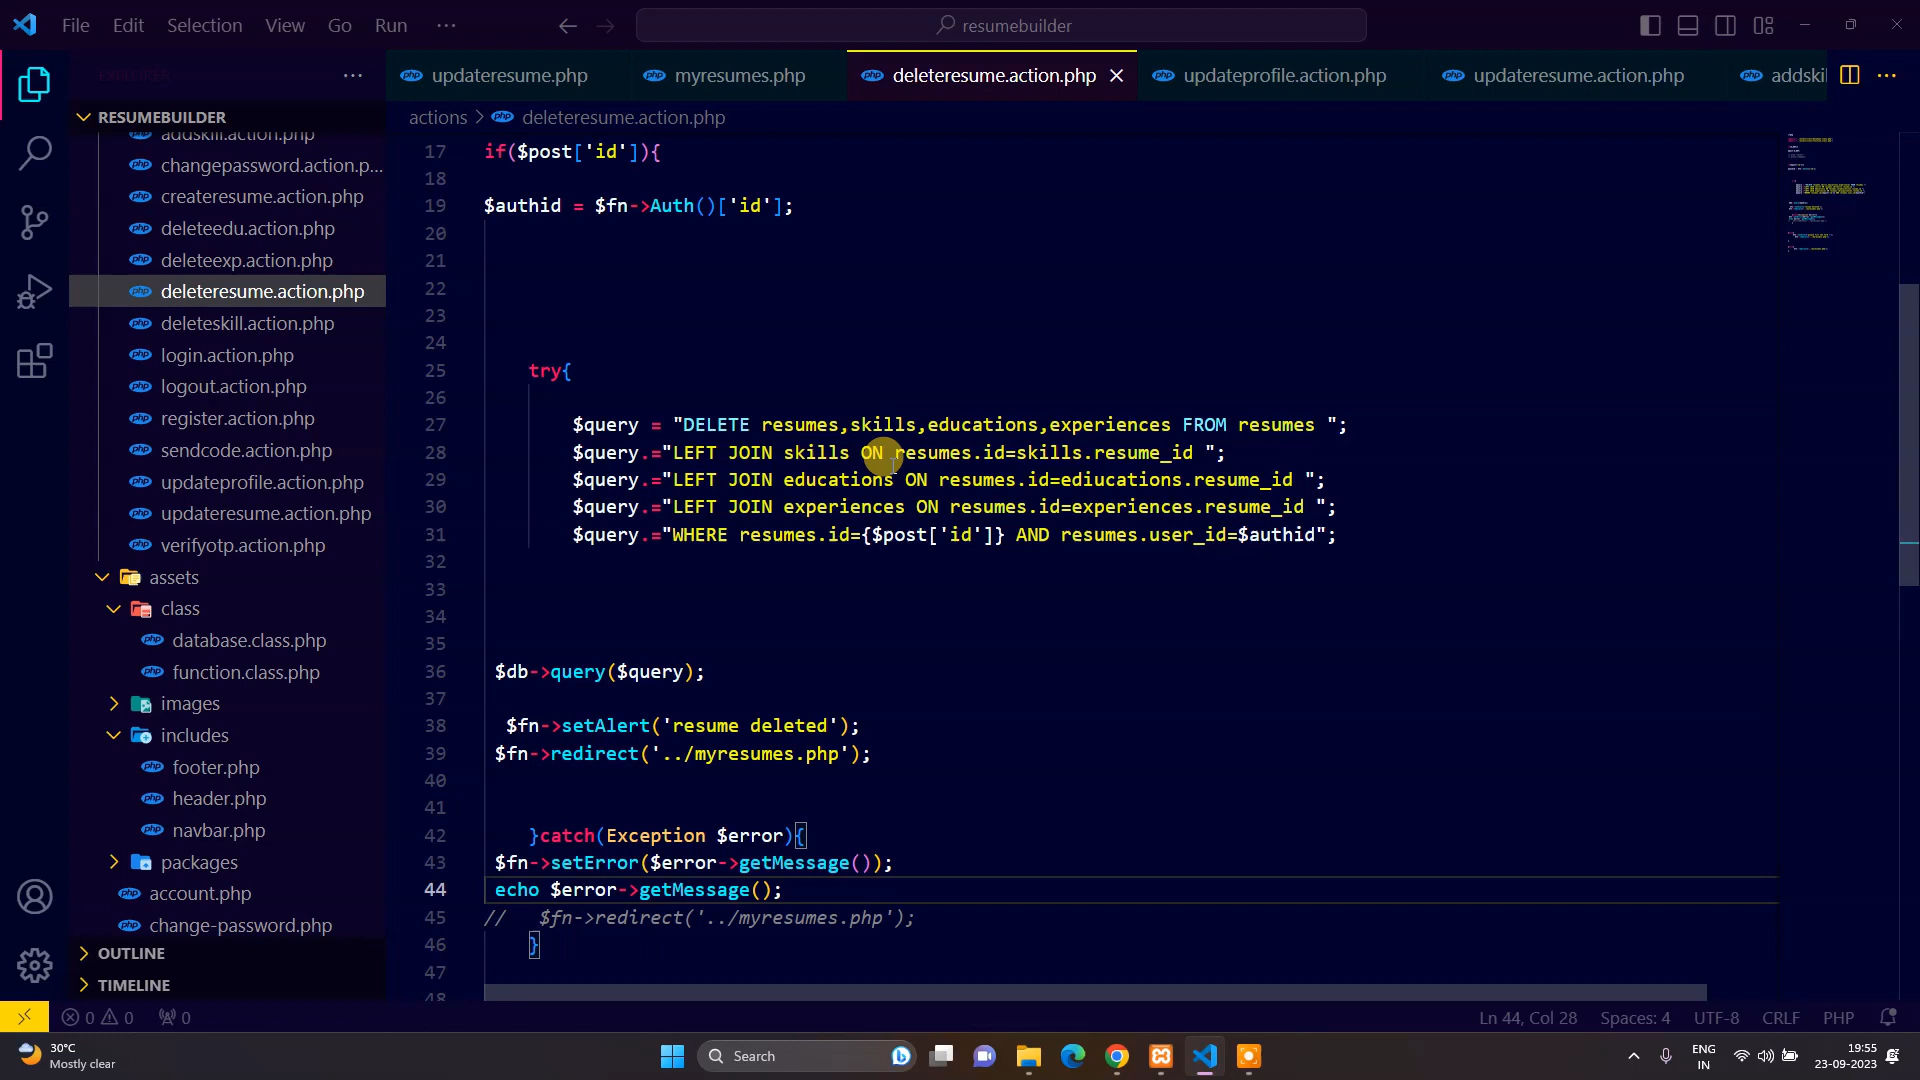 File Edit Selection View Go Run ··· resumebuilder
updateresume.php myresumes.php deleteresume.action.php updateprofile.action.php updateresume.action.php addskil
RESUMEBUILDER
addskill.action.php
changepassword.action.p...
createresume.action.php
deleteedu.action.php
deleteexp.action.php
deleteresume.action.php
deleteskill.action.php
login.action.php
logout.action.php
register.action.php
sendcode.action.php
updateprofile.action.php
updateresume.action.php
verifyotp.action.php
assets
class
database.class.php
function.class.php
images
includes
footer.php
header.php
navbar.php
packages
account.php
change-password.php
OUTLINE
TIMELINE
actions > deleteresume.action.php
17 if($post['id']){
18
19 $authid = $fn->Auth()['id'];
20
21
22
23
24
25 try{
26
27 $query = "DELETE resumes,skills,educations,experiences FROM resumes ";
28 $query.="LEFT JOIN skills ON resumes.id=skills.resume_id ";
29 $query.="LEFT JOIN educations ON resumes.id=ediucations.resume_id ";
30 $query.="LEFT JOIN experiences ON resumes.id=experiences.resume_id ";
31 $query.="WHERE resumes.id={$post['id']} AND resumes.user_id=$authid";
32
33
34
35
36 $db->query($query);
37
38 $fn->setAlert('resume deleted');
39 $fn->redirect('../myresumes.php');
40
41
42 }catch(Exception $error){
43 $fn->setError($error->getMessage());
44 echo $error->getMessage();
45 // $fn->redirect('../myresumes.php');
46 }
47
48
0 0 0 Ln 44, Col 28 Spaces: 4 UTF-8 CRLF PHP
30°C
Mostly clear
Search
ENG
IN
19:55
23-09-2023